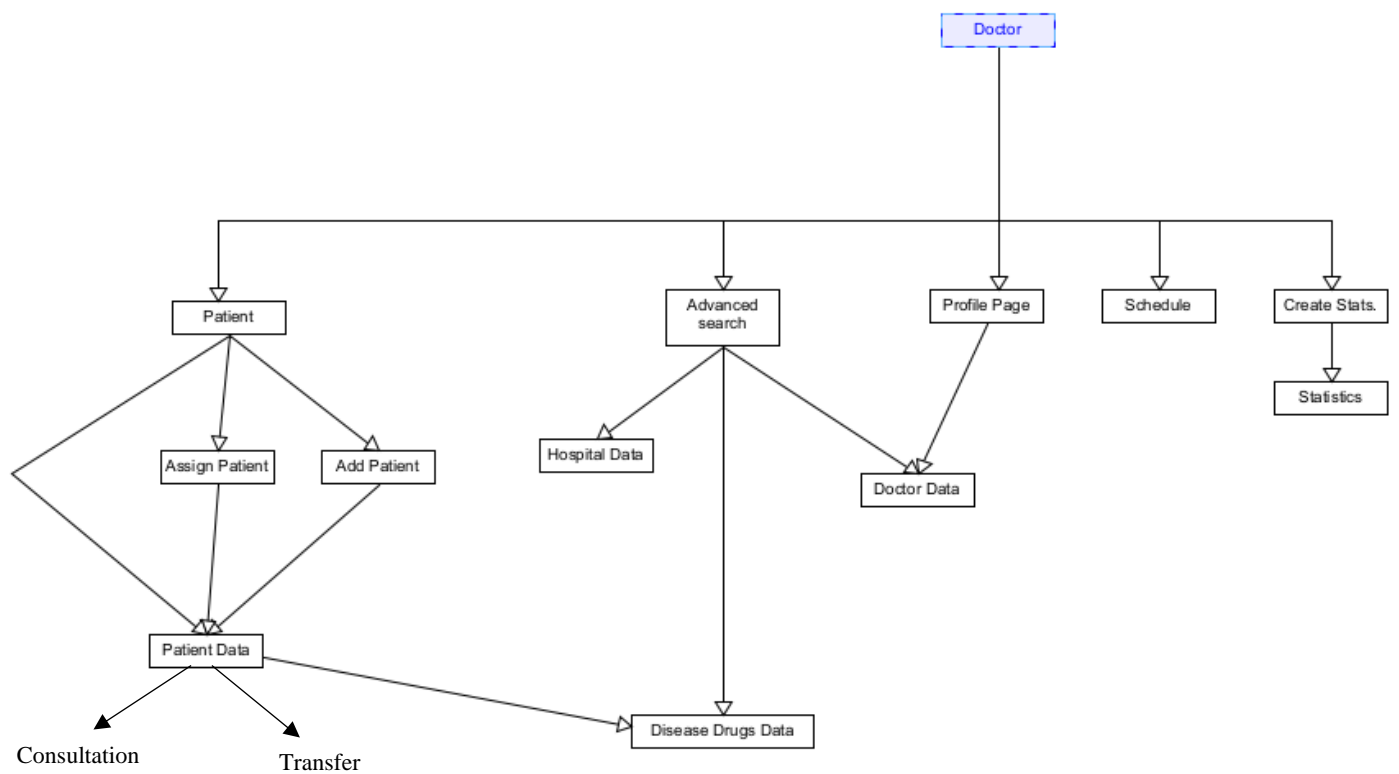 Doctor
Patient
Advanced
search
Profile Page
Schedule
Create Stats.
Statistics
Assign Patient
Add Patient
Hospital Data
Doctor Data
Patient Data
Disease Drugs Data
Consultation
Transfer